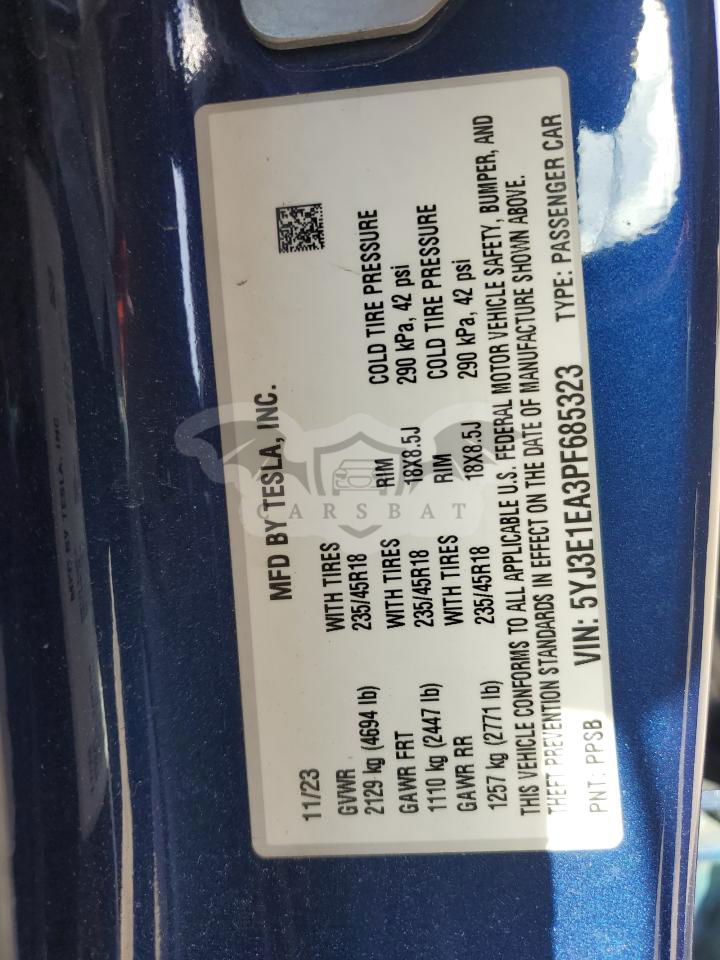 MFD BY TESLA, INC.
11/23
GVWR WITH TIRES RIM COLD TIRE PRESSURE
2129 kg (4694 lb) 235/45R18 18X8.5J 290 kPa, 42 psi
GAWR FRT WITH TIRES RIM COLD TIRE PRESSURE
1110 kg (2447 lb) 235/45R18 18X8.5J 290 kPa, 42 psi
GAWR RR WITH TIRES
1257 kg (2771 lb) 235/45R18
THIS VEHICLE CONFORMS TO ALL APPLICABLE U.S. FEDERAL MOTOR VEHICLE SAFETY, BUMPER, AND
THEFT PREVENTION STANDARDS IN EFFECT ON THE DATE OF MANUFACTURE SHOWN ABOVE.
VIN: 5YJ3E1EA3PF685323 TYPE: PASSENGER CAR
PNT: PPSB
CARSBAT